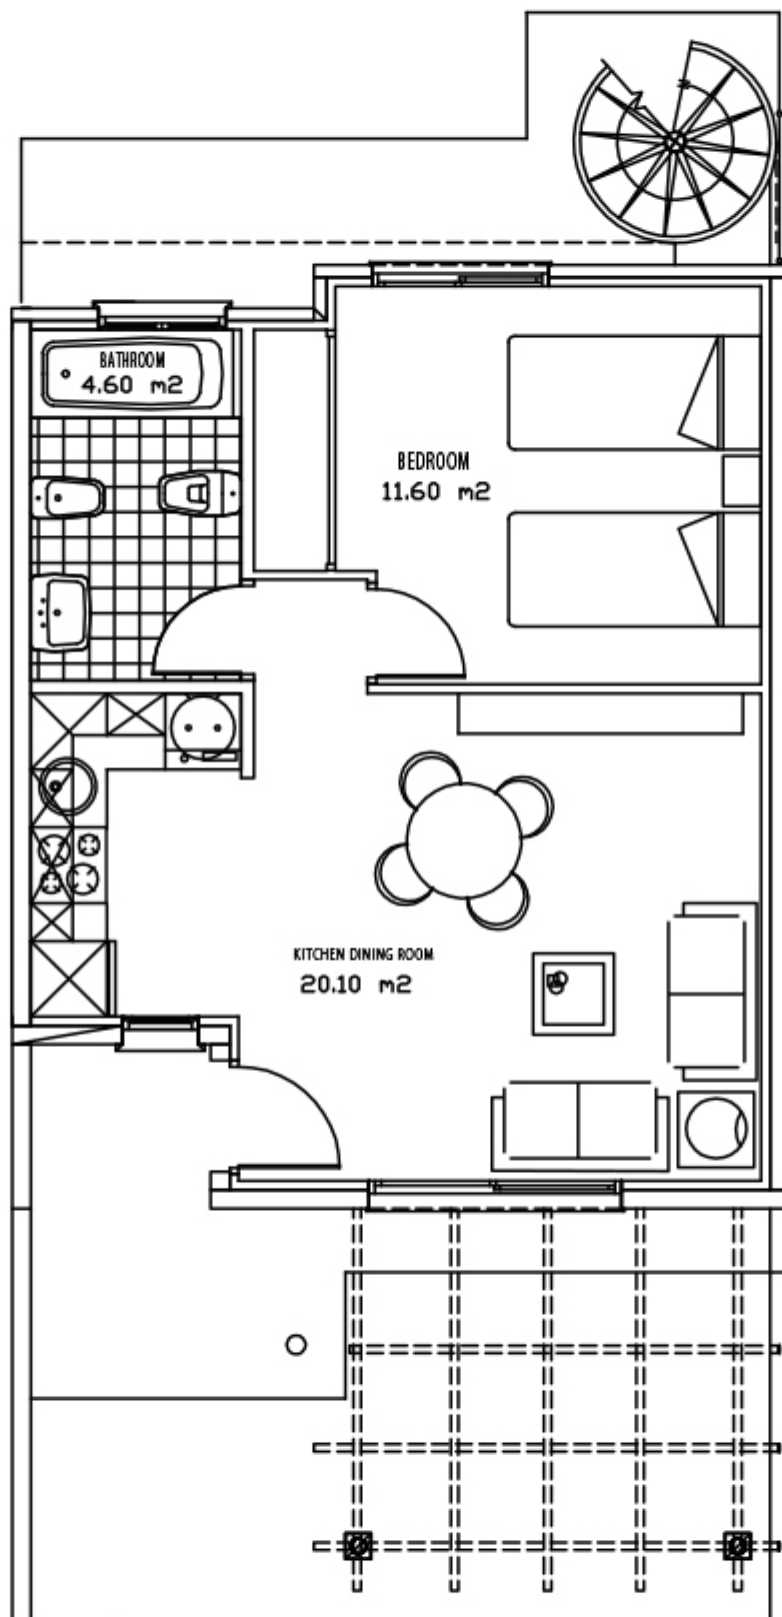 BATHROOM
4.60 m2
BEDROOM
11.60 m2
KITCHEN DINING ROOM
20.10 m2